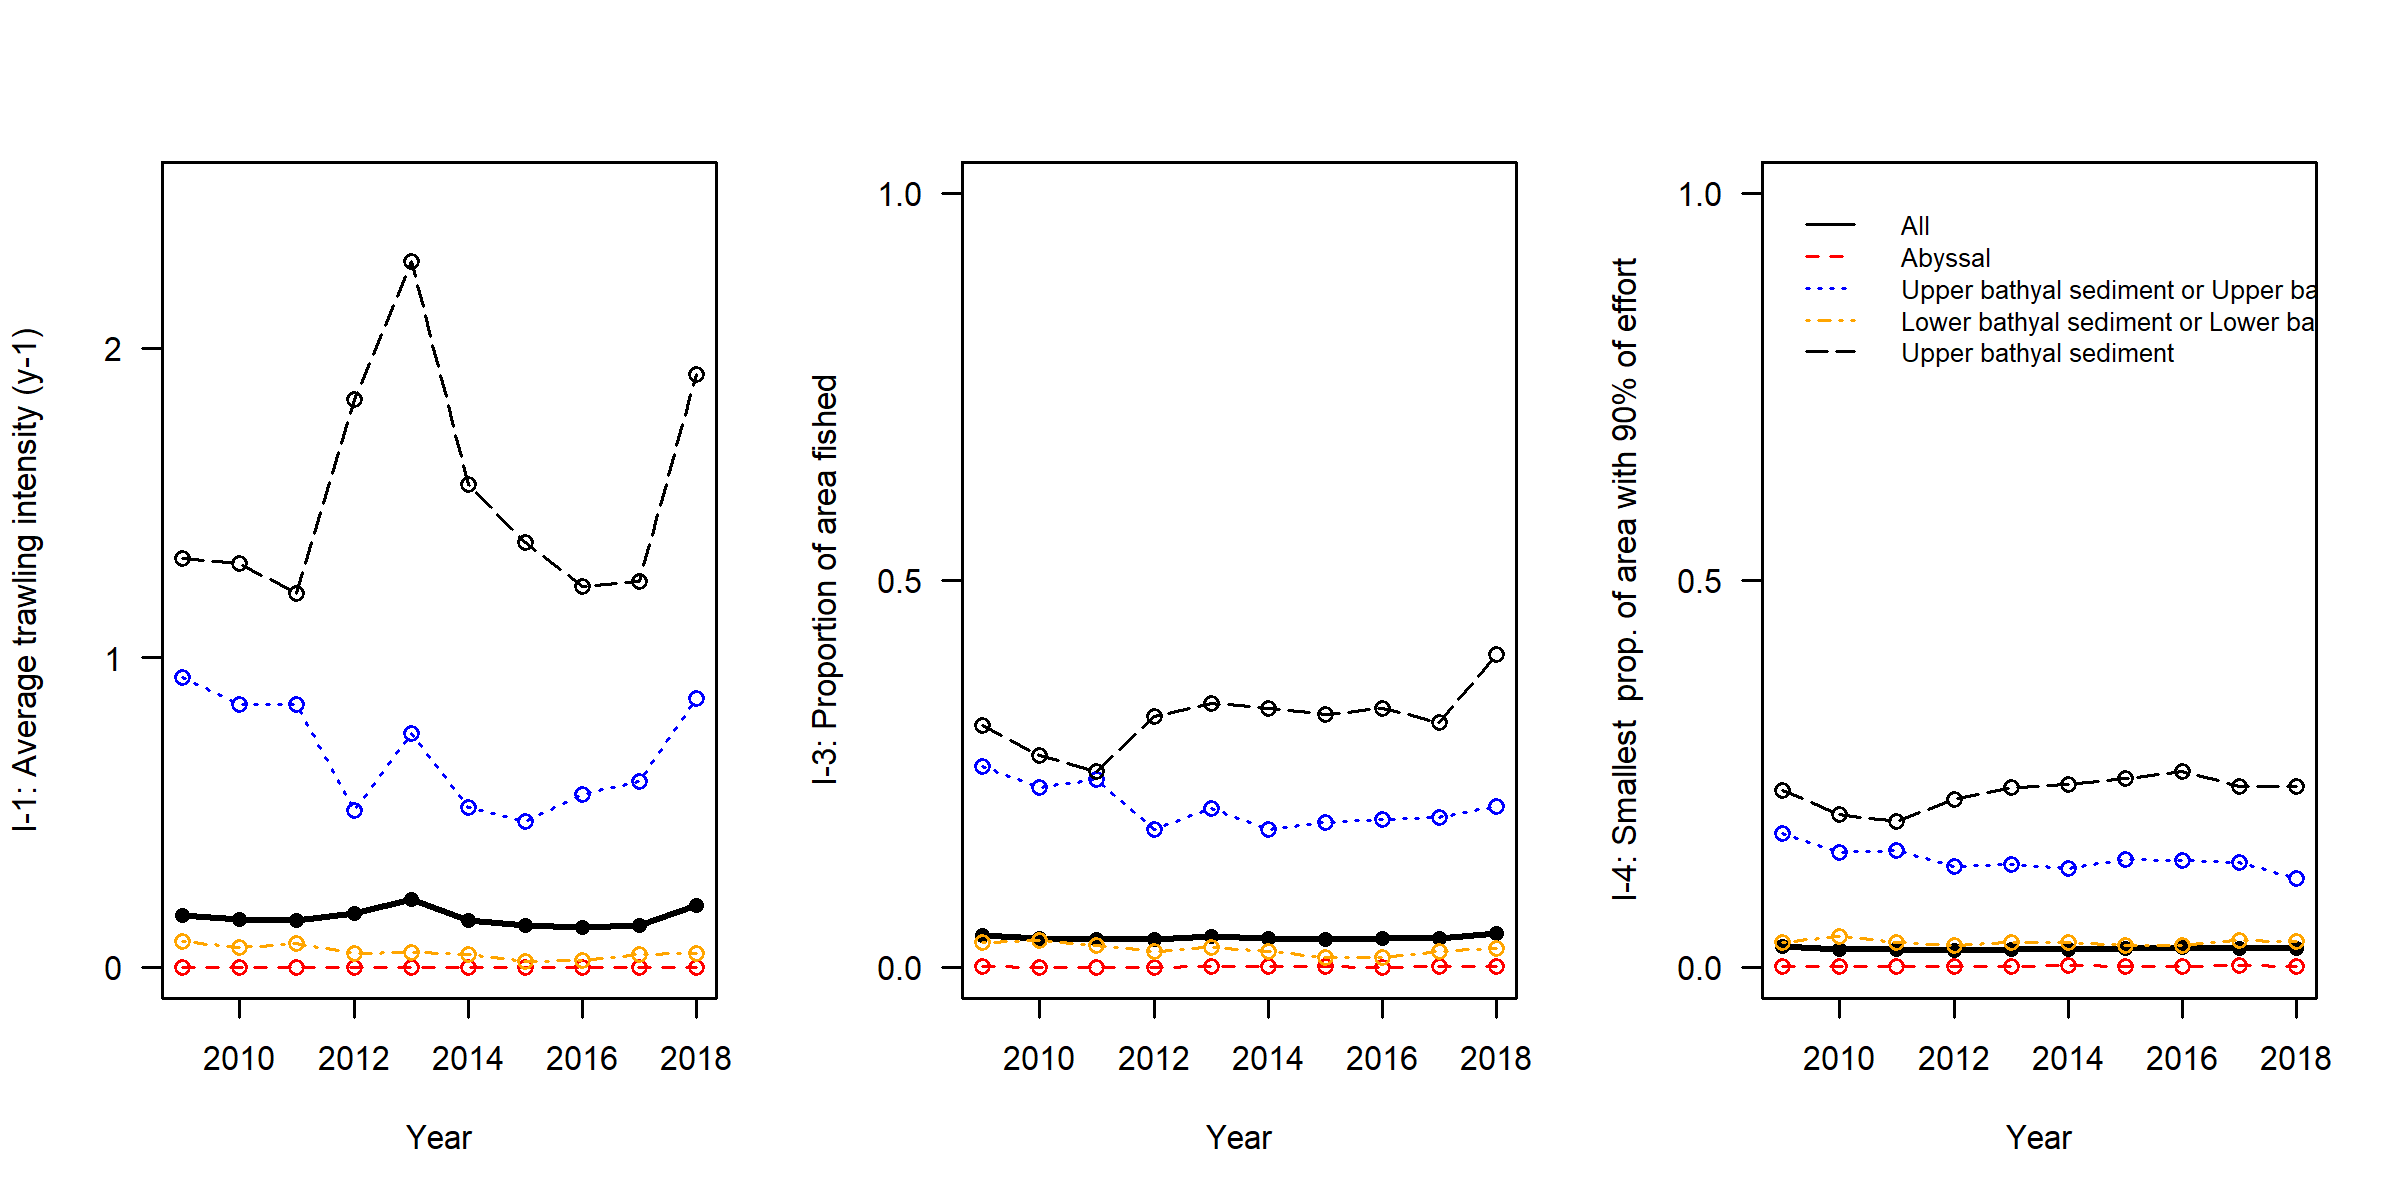 I-1: Average trawling intensity (y-1)
2
1
0
2010 2012 2014 2016 2018
Year
I-3: Proportion of area fished
1.0
0.5
0.0
2010 2012 2014 2016 2018
Year
I-4: Smallest prop. of area with 90% of effort
1.0
0.5
0.0
All
Abyssal
Upper bathyal sediment or Upper ba
Lower bathyal sediment or Lower ba
Upper bathyal sediment
2010 2012 2014 2016 2018
Year